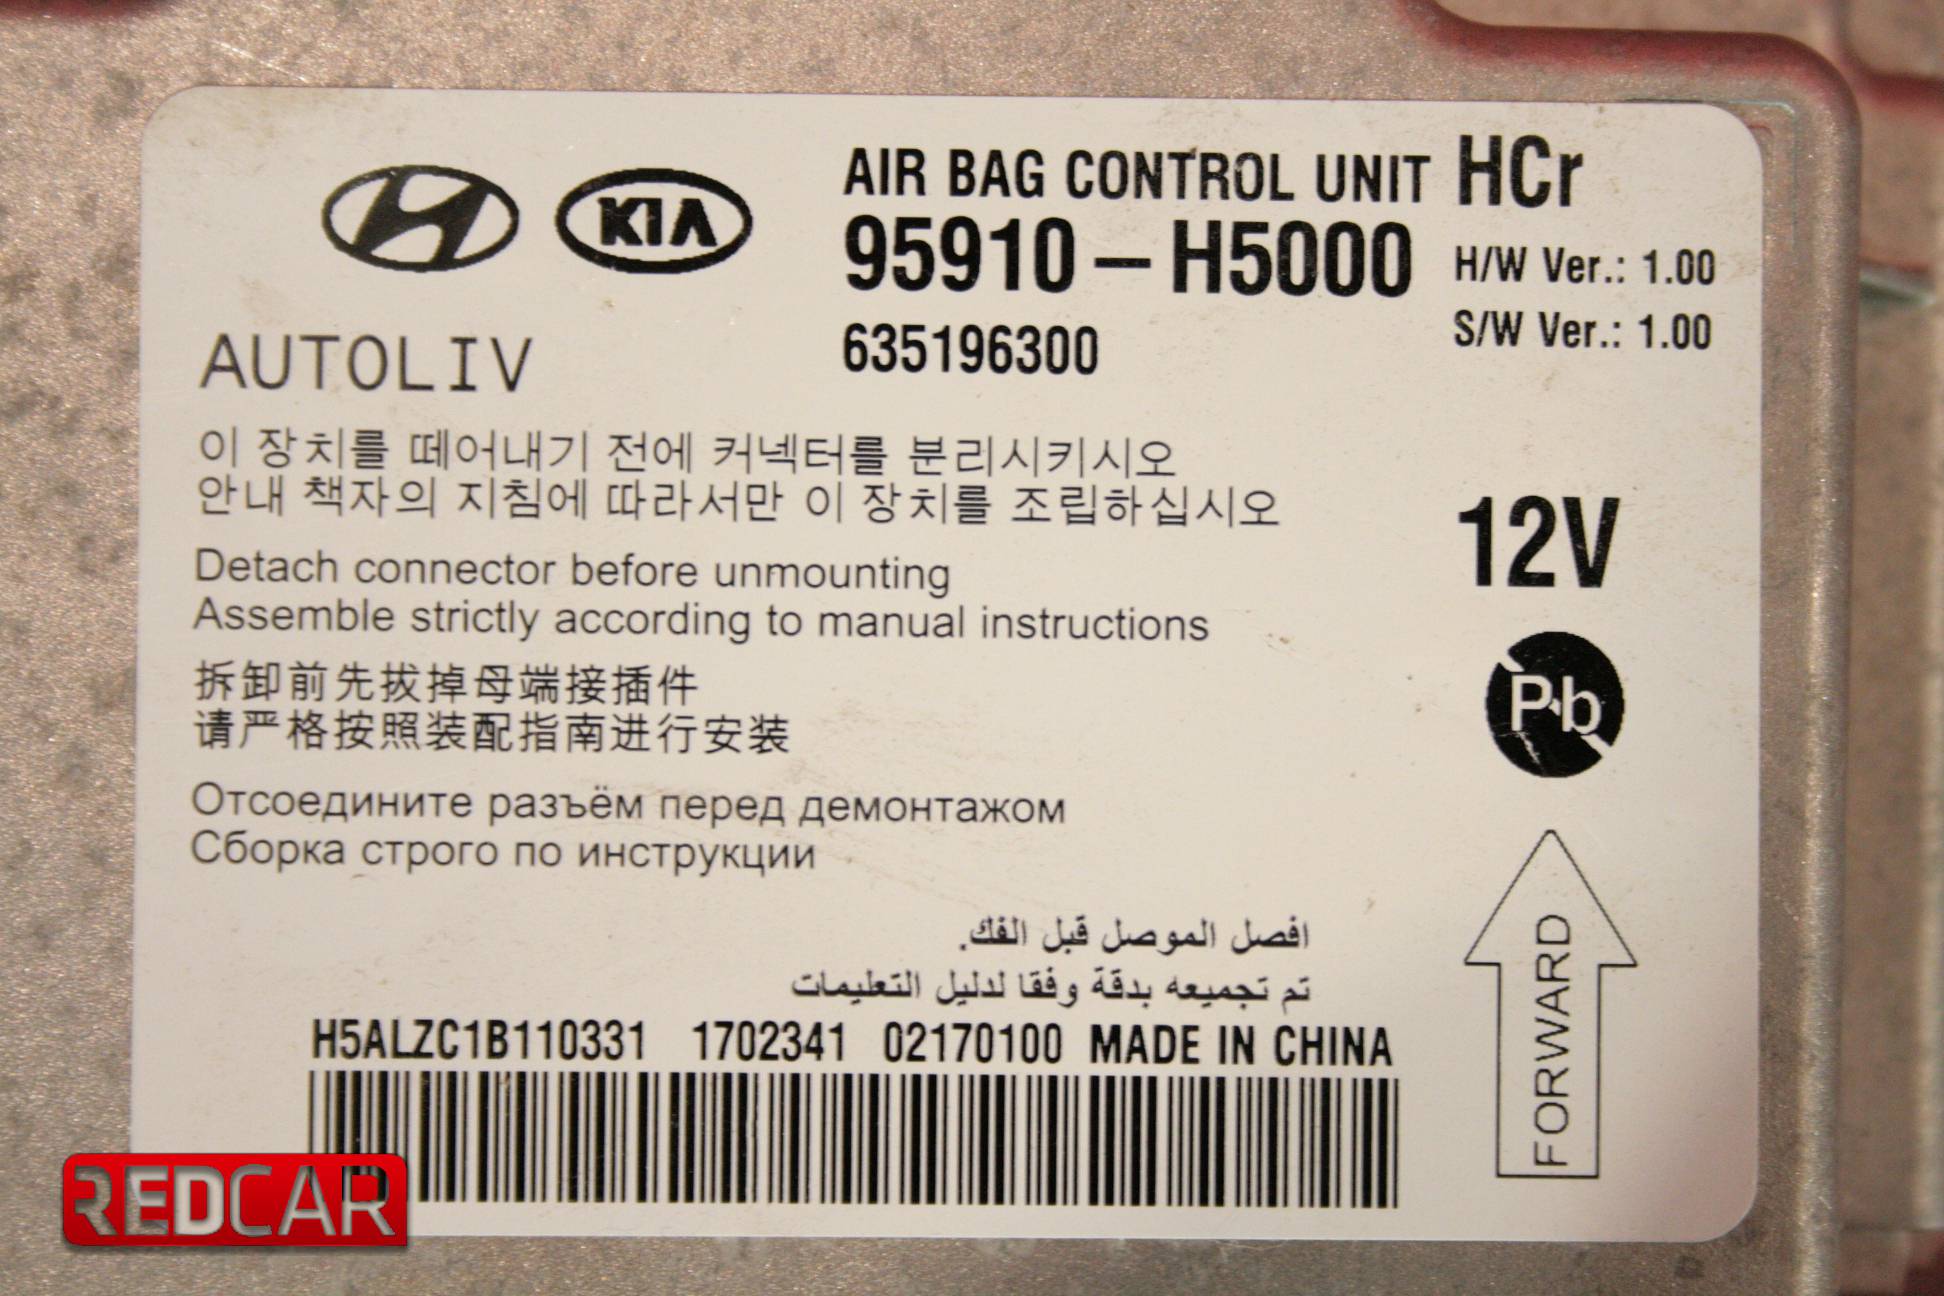 KIA
AIR BAG CONTROL UNIT HCr
95910-H5000
H/W Ver.: 1.00
S/W Ver.: 1.00
635196300
AUTOLIV
이 장치를 떼어내기 전에 커넥터를 분리시키시오
안내 책자의 지침에 따라서만 이 장치를 조립하십시오
12V
Detach connector before unmounting
Assemble strictly according to manual instructions
拆卸前先拔掉母端接插件
请严格按照装配指南进行安装
Pb
Отсоедините разъём перед демонтажом
Сборка строго по инструкции
افصل الموصل قبل الفك.
تم تجميعه بدقة وفقا لدليل التعليمات
FORWARD
H5ALZC1B110331 1702341 02170100 MADE IN CHINA
REDCAR